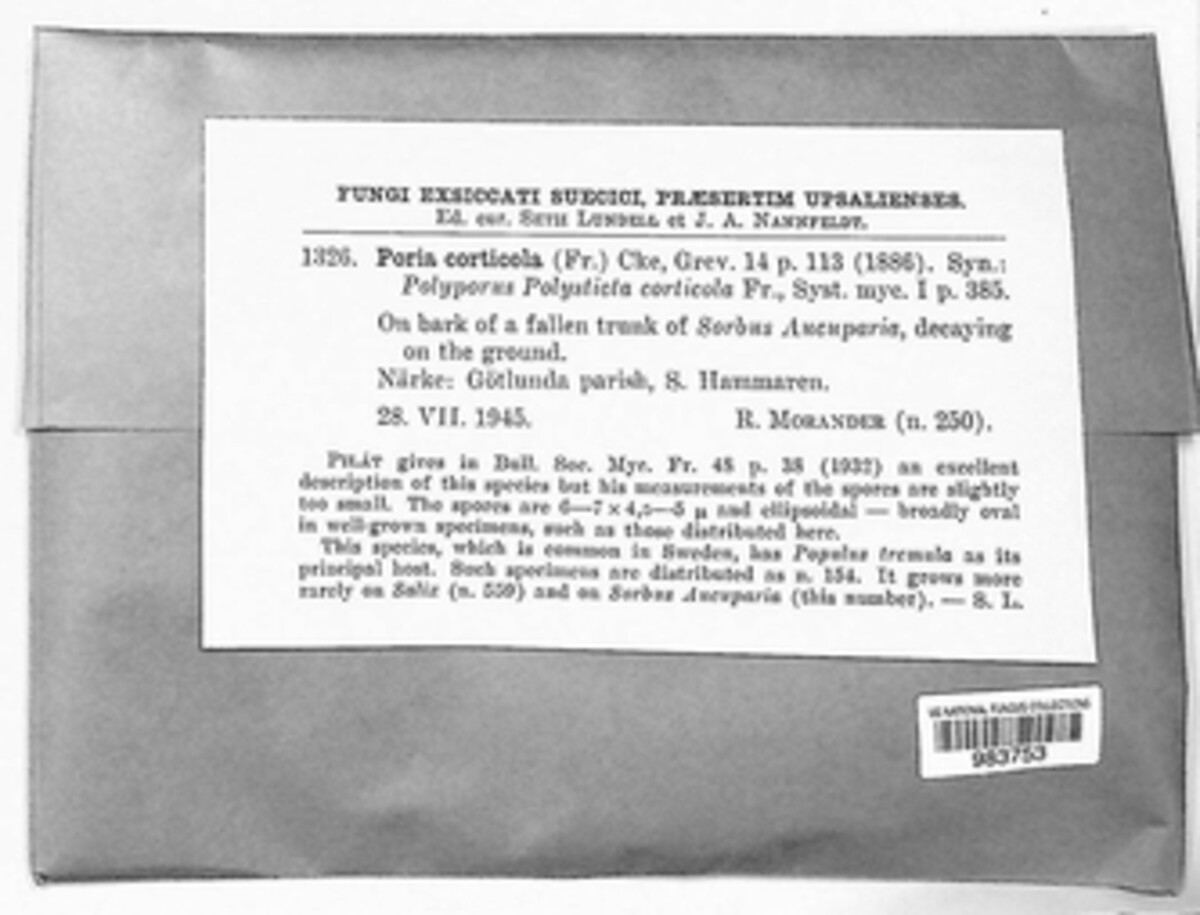 FUNGI EXSICCATI SUECICI, PRÆSERTIM UPSALIENSES.
Ed. cur. SETH LUNDELL et J. A. NANNFELDT.
1326. Poria corticola (Fr.) Cke, Grev. 14 p. 113 (1886). Syn.:
Polyporus Polysticta corticola Fr., Syst. myc. I p. 385.
On bark of a fallen trunk of Sorbus Aucuparia, decaying
on the ground.
Närke: Götlunda parish, S. Hammaren.
28. VII. 1945. R. MORANDER (n. 250).
PILÁT gives in Bull. Soc. Myc. Fr. 48 p. 38 (1932) an excellent
description of this species but his measurements of the spores are slightly
too small. The spores are 6—7 × 4,5—5 µ and ellipsoidal — broadly oval
in well-grown specimens, such as those distributed here.
This species, which is common in Sweden, has Populus tremula as its
principal host. Such specimens are distributed as n. 154. It grows more
rarely on Salix (n. 559) and on Sorbus Aucuparia (this number). — S. L.
US NATIONAL FUNGUS COLLECTIONS
983753